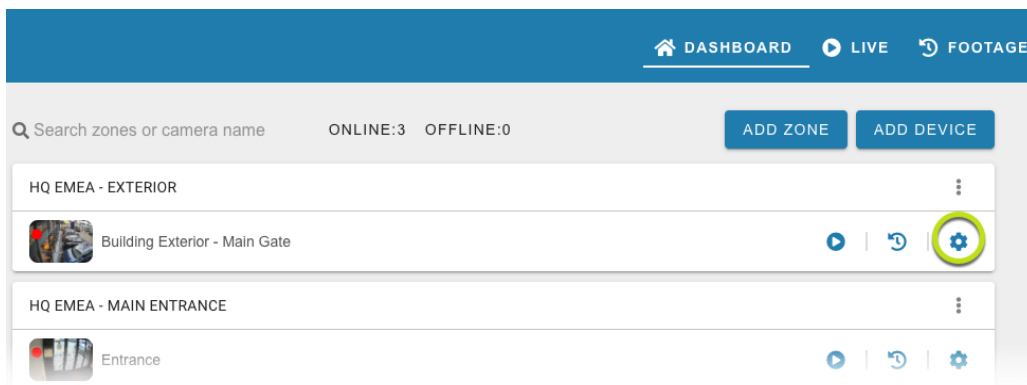 DASHBOARD LIVE FOOTAGE
Search zones or camera name ONLINE:3 OFFLINE:0 ADD ZONE ADD DEVICE
HQ EMEA - EXTERIOR
Building Exterior - Main Gate
HQ EMEA - MAIN ENTRANCE
Entrance